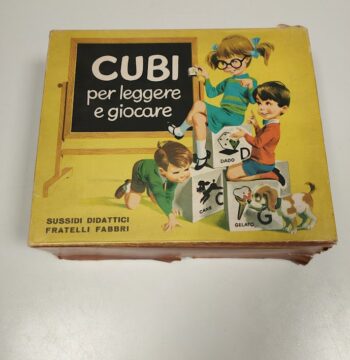 CUBI
per leggere
e giocare
DADO
D
CANE
C
GELATO
G
SUSSIDI DIDATTICI
FRATELLI FABBRI